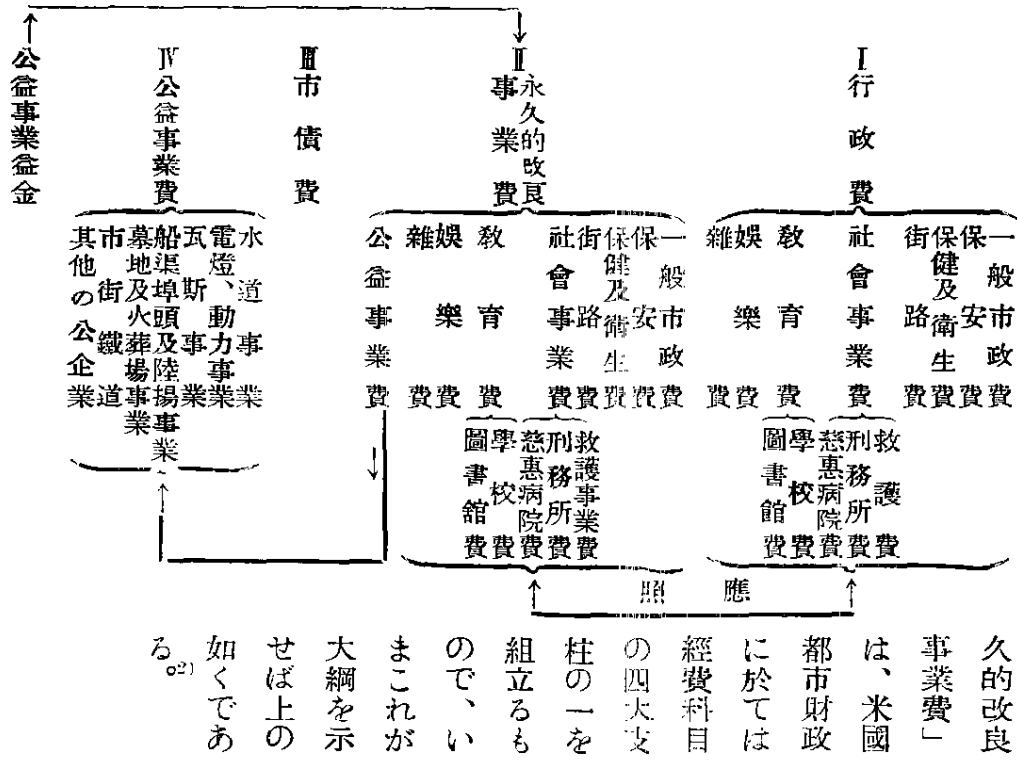 I 行政費
一般市政費
保安費
保健及衛生費
街路費
社會事業費
救護費
刑務所費
慈惠病院費
教育費
學校費
圖書館費
娛樂費
雜費
II 永久的改良
事業費
一般市政費
保安費
保健及衛生費
街路費
社會事業費
救護事業費
刑務所費
慈惠病院費
教育費
學校費
圖書館費
娛樂費
雜費
公益事業費
III 市債費
IV 公益事業費
水道事業
電燈、動力事業
瓦斯事業
船渠埠頭及陸揚事業
墓地及火葬場事業
市街鐵道
其他の公企業
公益事業益金
照應
久的改良
事業費」
は、米國
都市財政
に於ては
經費科目
の四大支
柱の一を
組立るも
ので、い
まこれが
大綱を示
せば上の
如くであ
る。2)